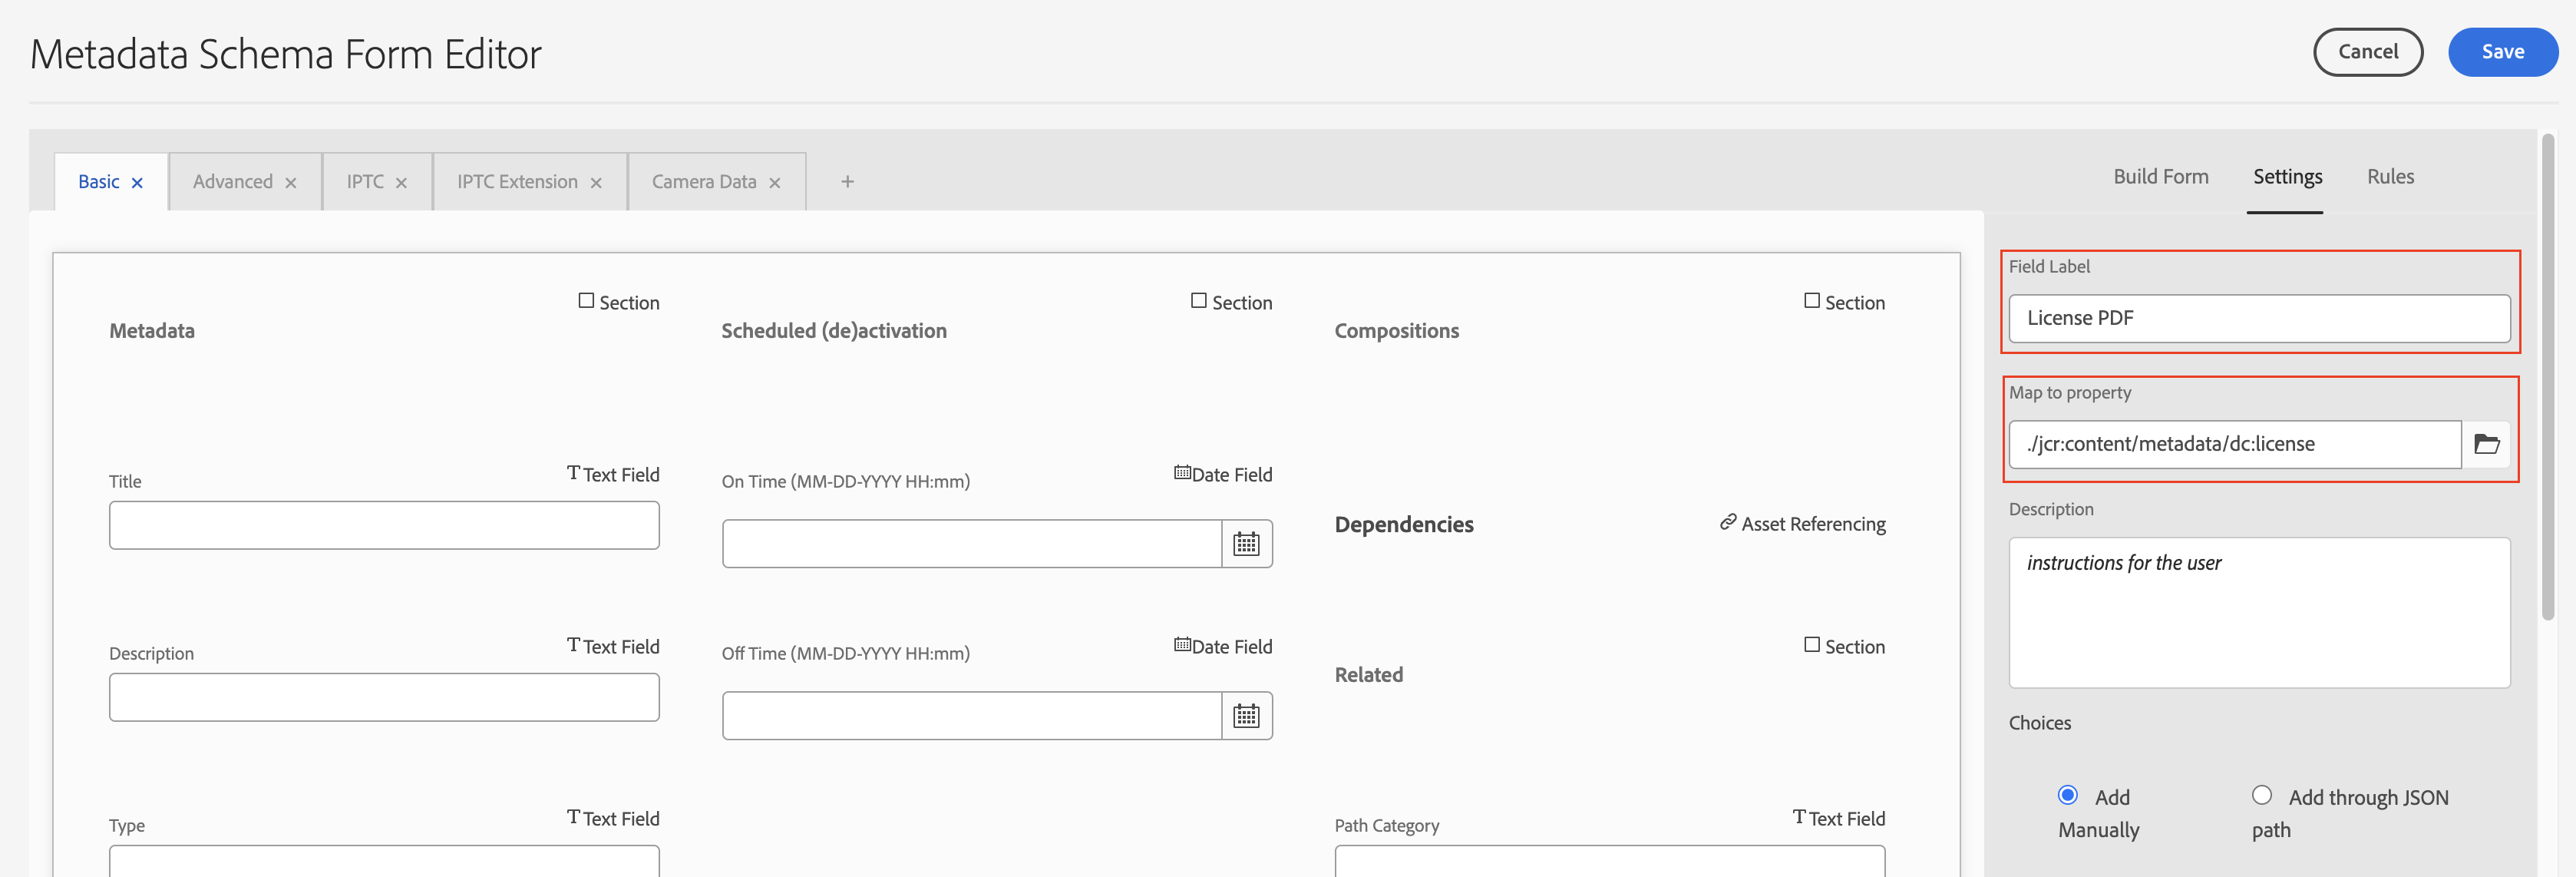 Metadata Schema Form Editor
Cancel
Save
Basic
Advanced
IPTC
IPTC Extension
Camera Data
Build Form
Settings
Rules
Section
Metadata
Section
Scheduled (de)activation
Section
Compositions
Text Field
Title
Date Field
On Time (MM-DD-YYYY HH:mm)
Dependencies
Asset Referencing
Text Field
Description
Date Field
Off Time (MM-DD-YYYY HH:mm)
Section
Related
Text Field
Type
Text Field
Path Category
Field Label
License PDF
Map to property
./jcr:content/metadata/dc:license
Description
instructions for the user
Choices
Add
Manually
Add through JSON
path